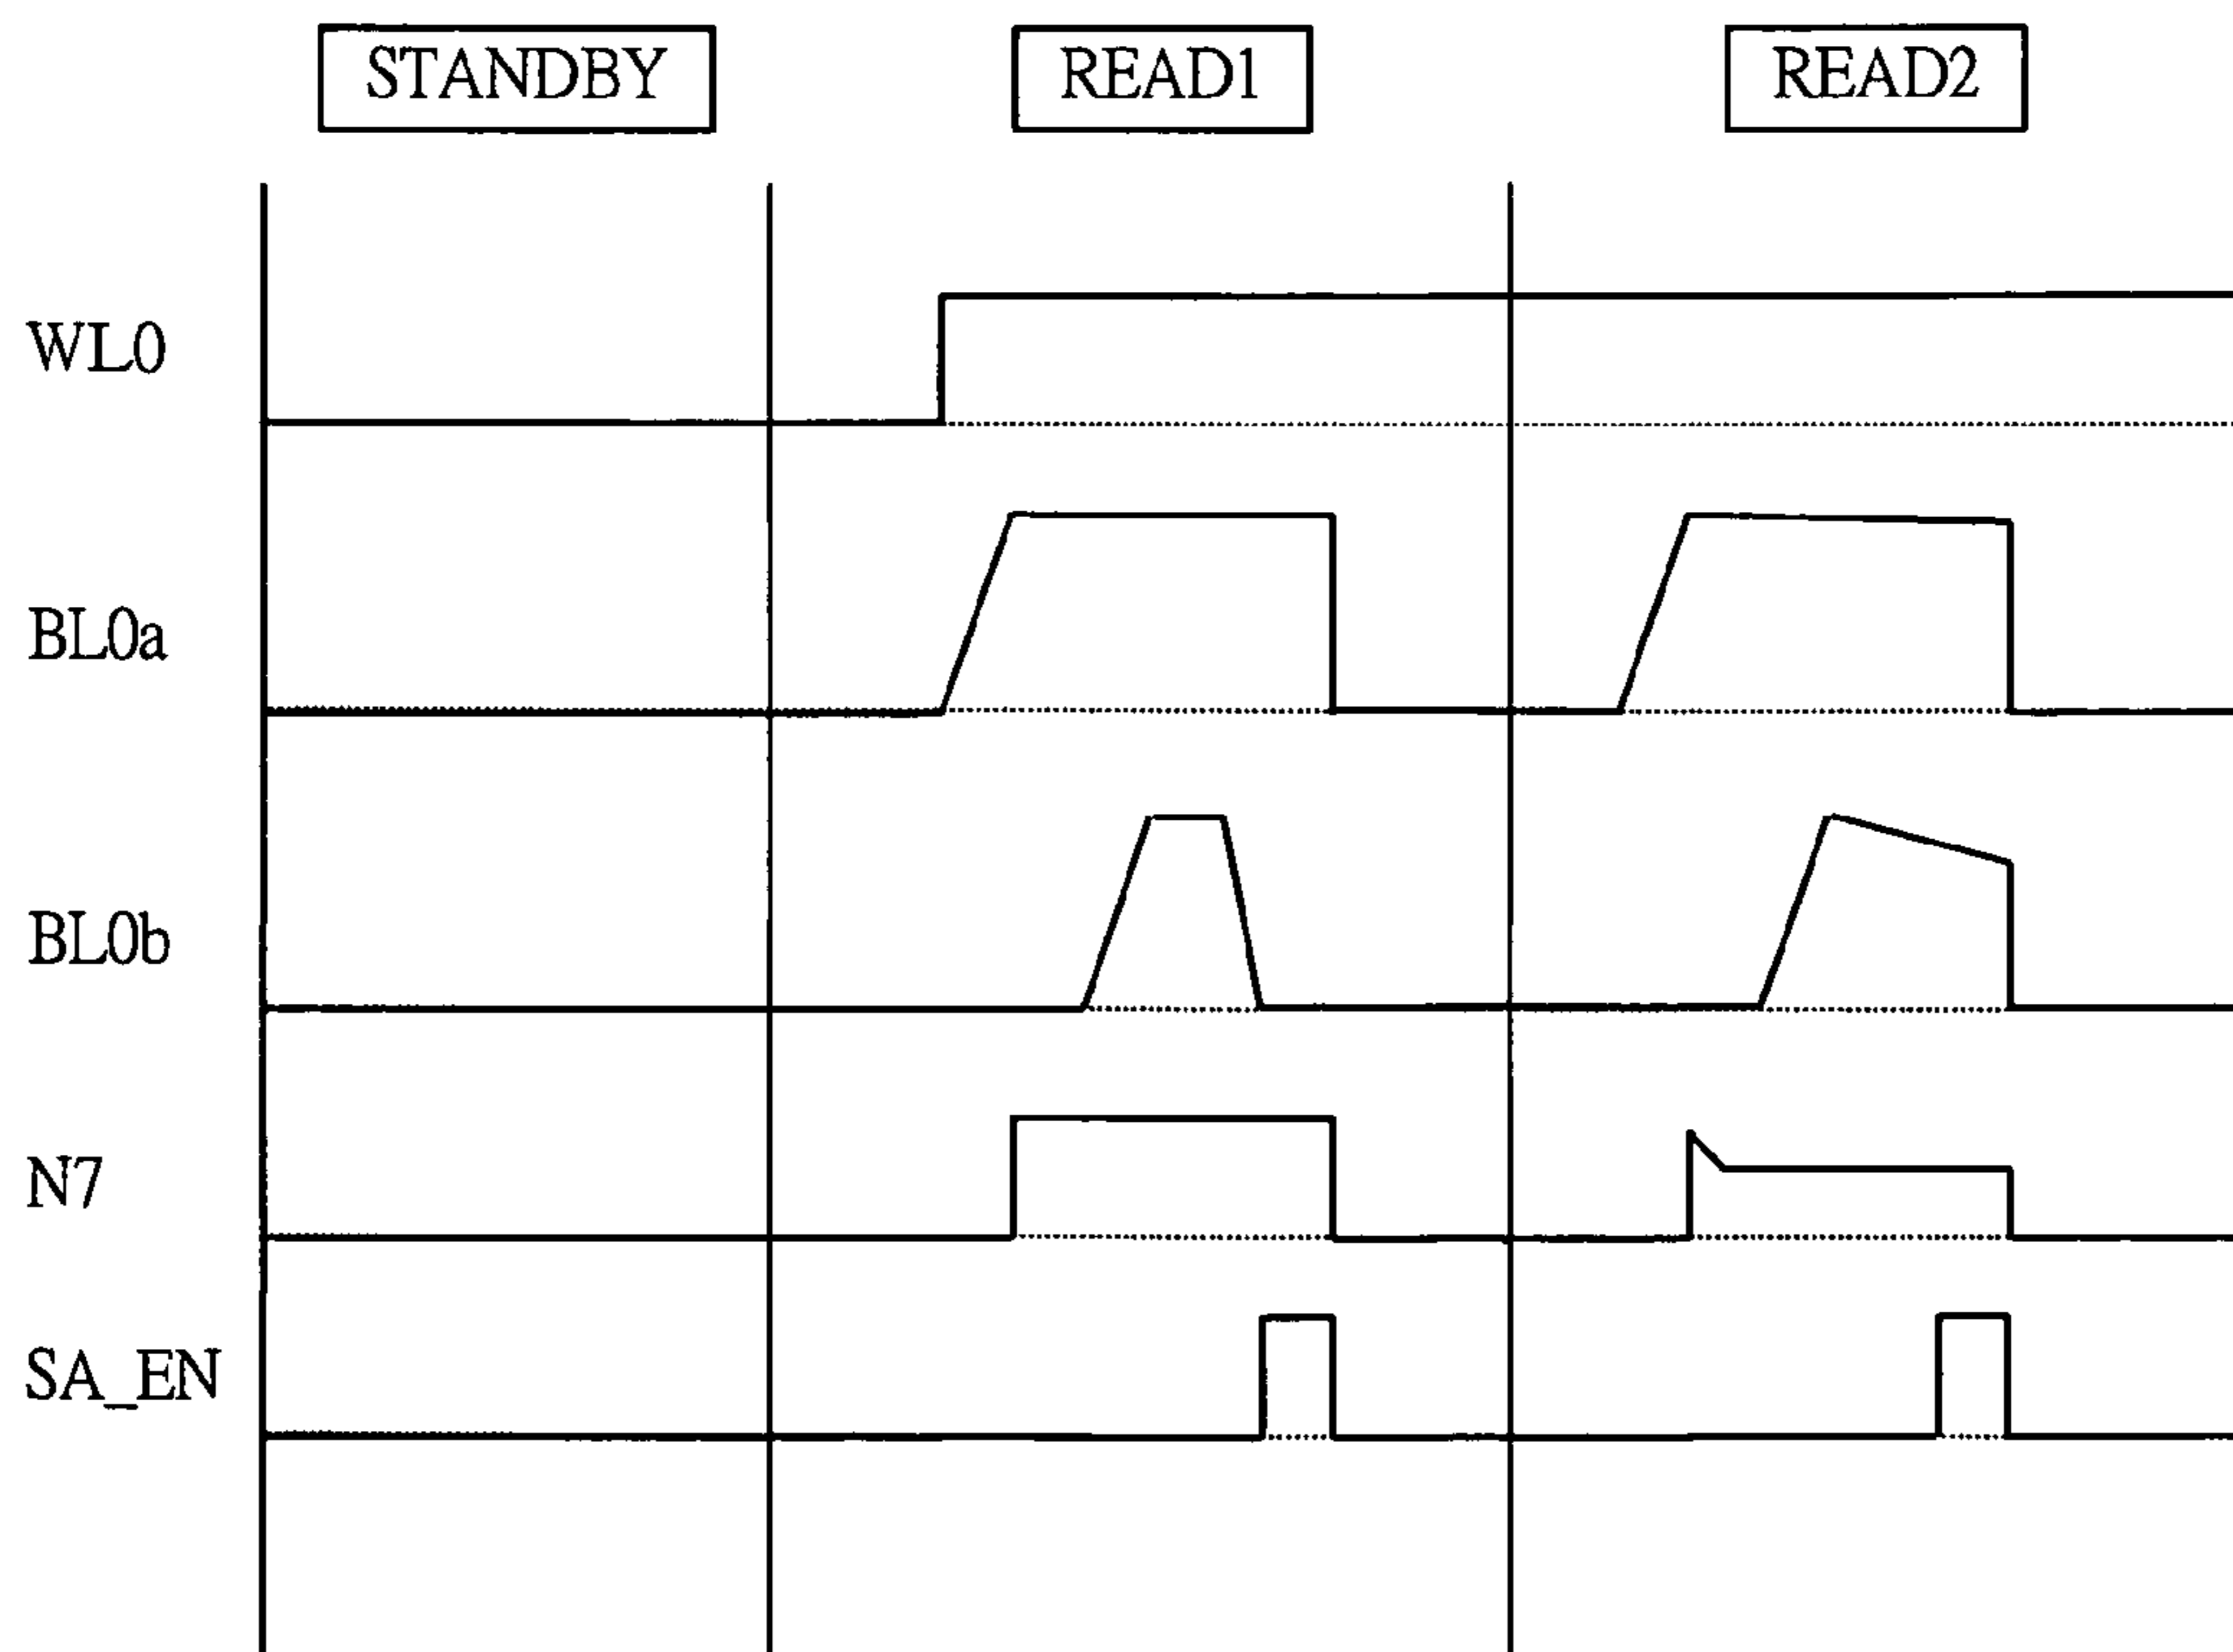 STANDBY READ1 READ2
WL0
BL0a
BL0b
N7
SA_EN